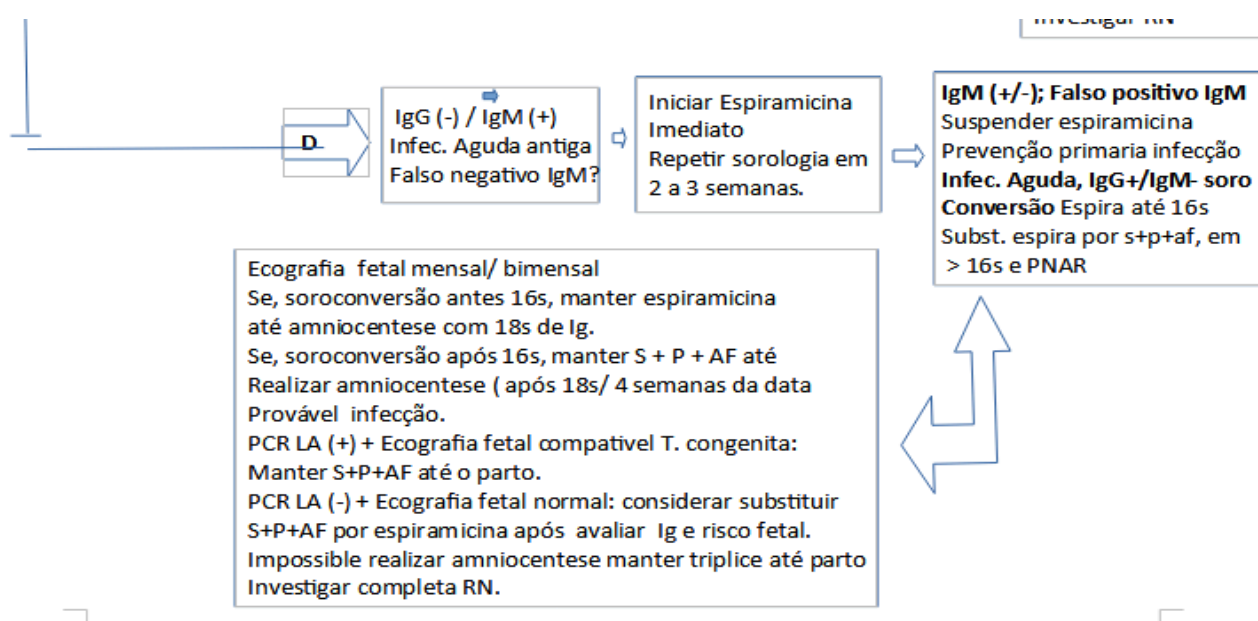 Investigar RN
D
IgG (-) / IgM (+)
Infec. Aguda antiga
Falso negativo IgM?
Iniciar Espiramicina
Imediato
Repetir sorologia em
2 a 3 semanas.
IgM (+/-); Falso positivo IgM
Suspender espiramicina
Prevenção primaria infecção
Infec. Aguda, IgG+/IgM- soro
Conversão Espira até 16s
Subst. espira por s+p+af, em
> 16s e PNAR
Ecografia fetal mensal/ bimensal
Se, soroconversão antes 16s, manter espiramicina
até amniocentese com 18s de Ig.
Se, soroconversão após 16s, manter S + P + AF até
Realizar amniocentese ( após 18s/ 4 semanas da data
Provável infecção.
PCR LA (+) + Ecografia fetal compativel T. congenita:
Manter S+P+AF até o parto.
PCR LA (-) + Ecografia fetal normal: considerar substituir
S+P+AF por espiramicina após avaliar Ig e risco fetal.
Impossible realizar amniocentese manter triplice até parto
Investigar completa RN.